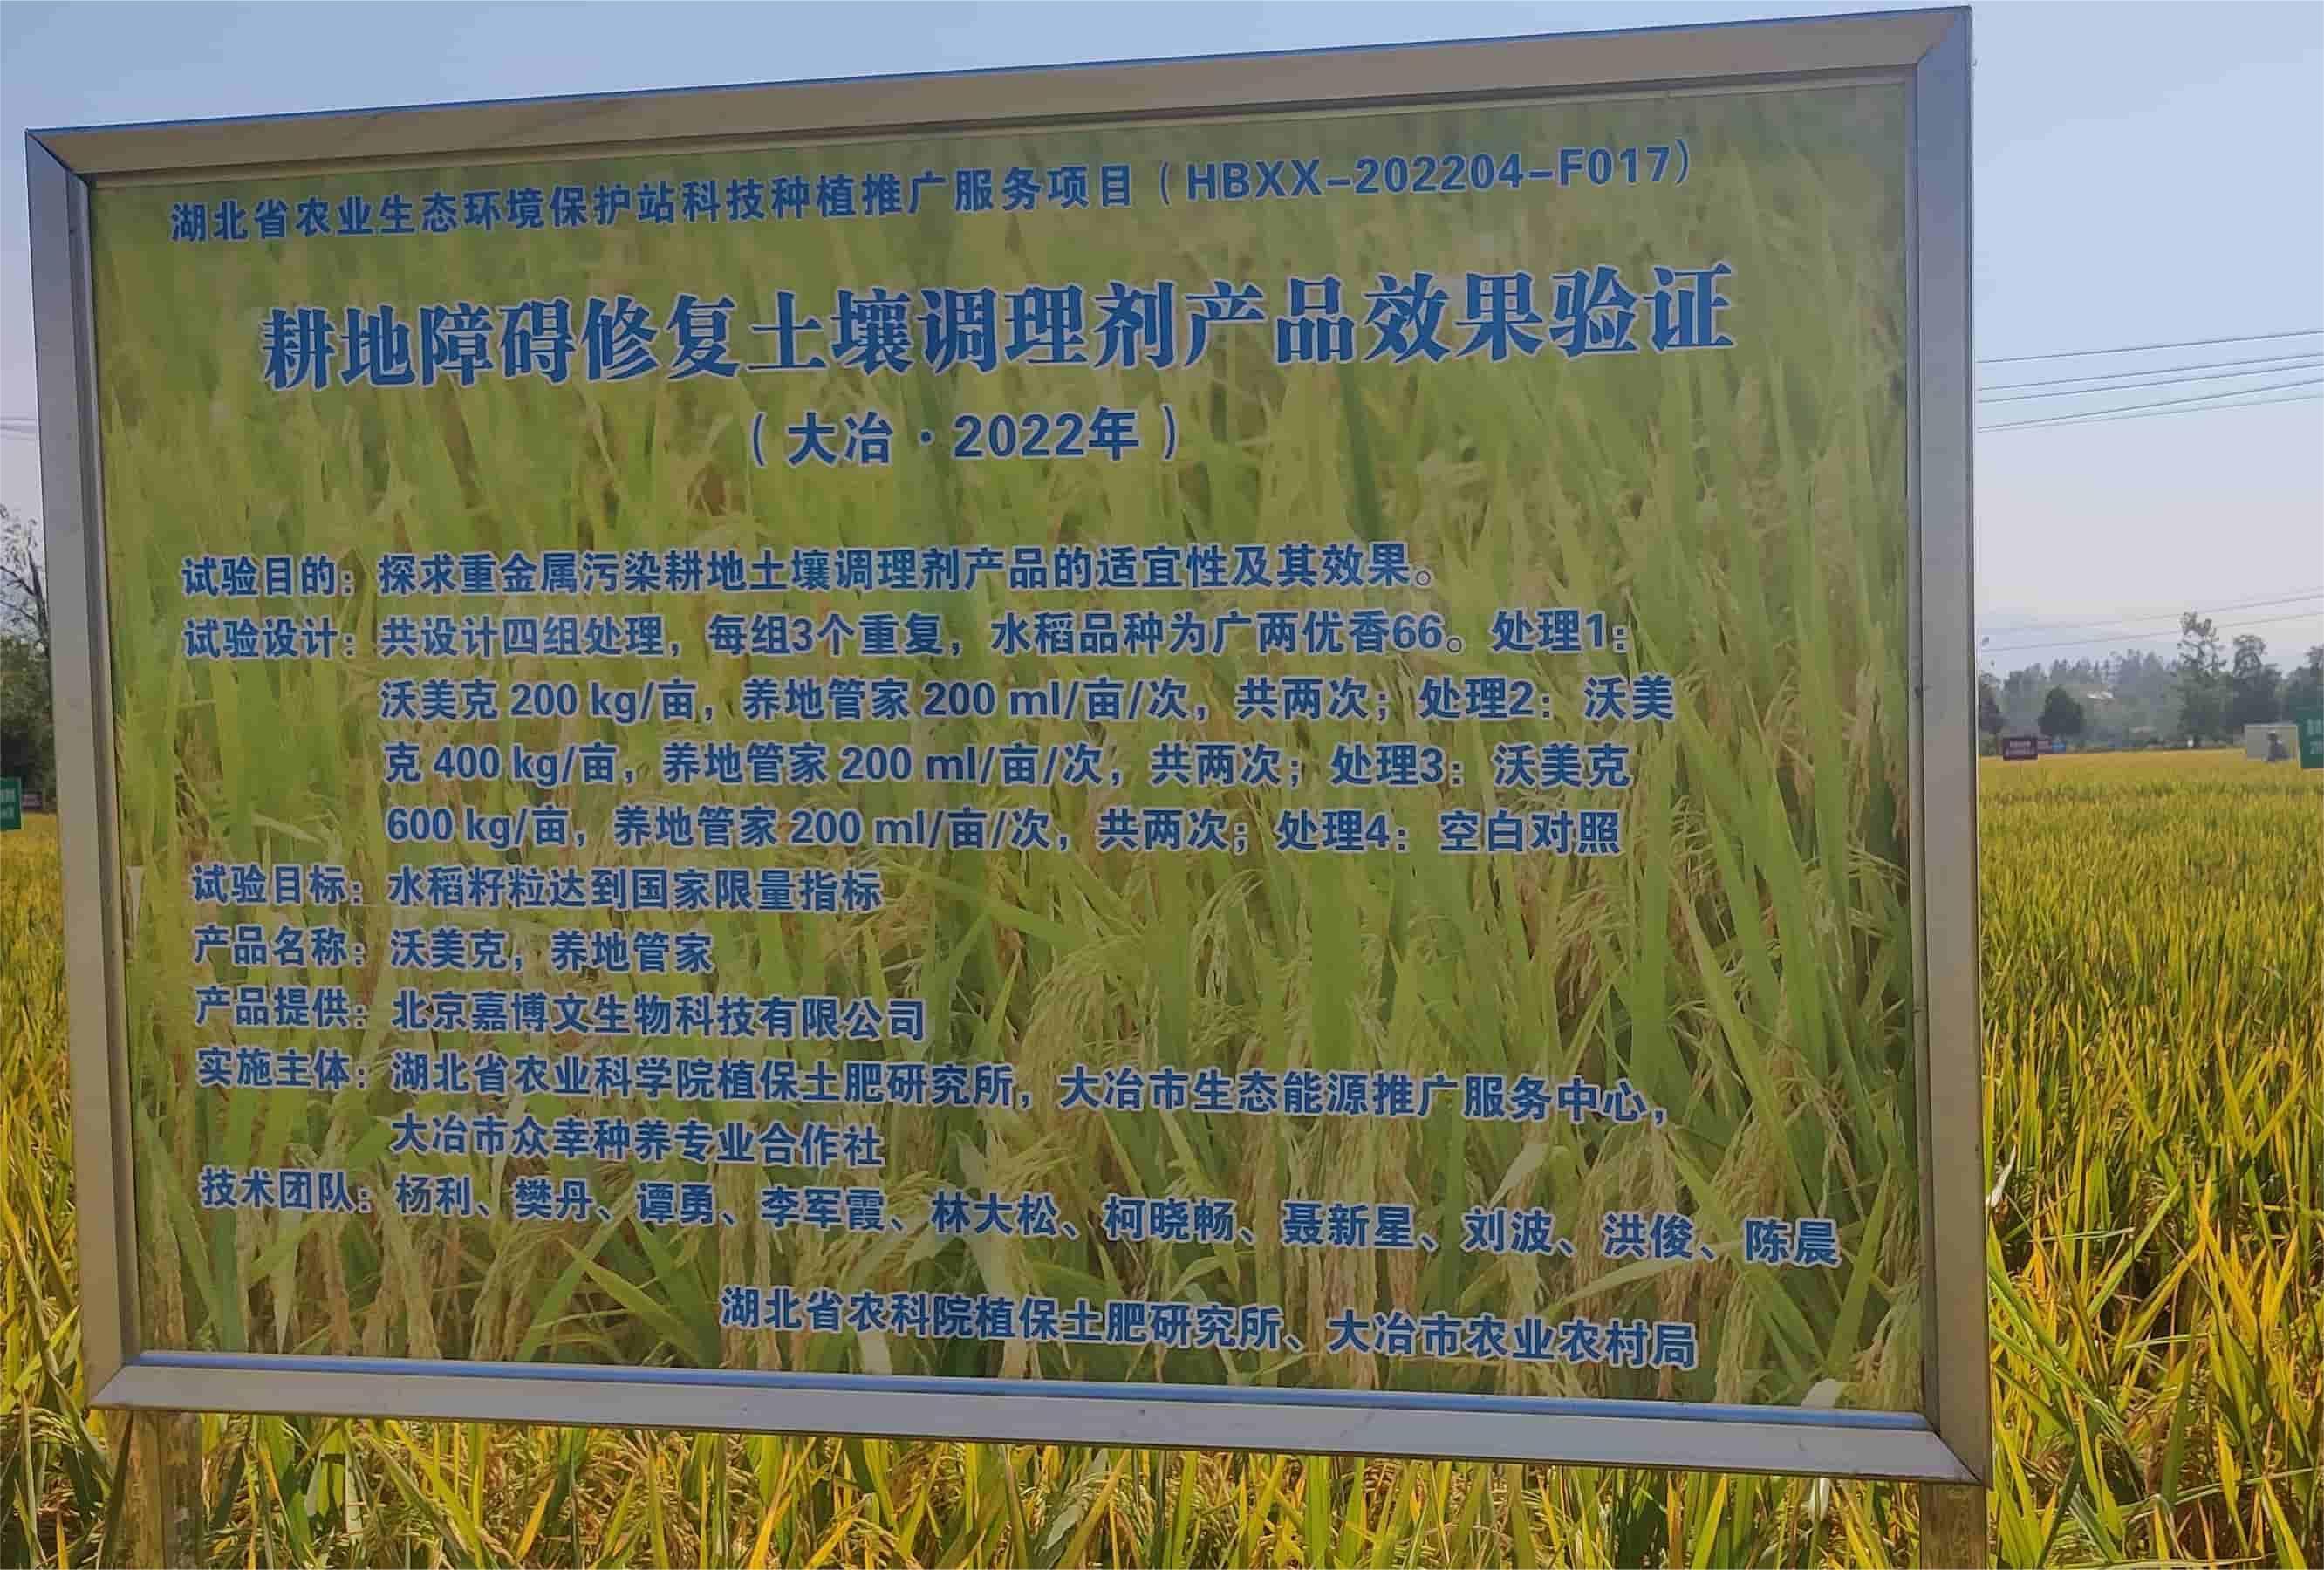 湖北省农业生态环境保护站科技种植推广服务项目（HBXX-202204-F017）
耕地障碍修复土壤调理剂产品效果验证
（大冶·2022年）
试验目的：探求重金属污染耕地土壤调理剂产品的适宜性及其效果。
试验设计：共设计四组处理，每组3个重复，水稻品种为广两优香66。处理1：
沃美克 200 kg/亩，养地管家 200 ml/亩/次，共两次；处理2：沃美
克 400 kg/亩，养地管家 200 ml/亩/次，共两次；处理3：沃美克
600 kg/亩，养地管家 200 ml/亩/次，共两次；处理4：空白对照
试验目标：水稻籽粒达到国家限量指标
产品名称：沃美克，养地管家
产品提供：北京嘉博文生物科技有限公司
实施主体：湖北省农业科学院植保土肥研究所，大冶市生态能源推广服务中心，
大冶市众幸种养专业合作社
技术团队：杨利、樊丹、谭勇、李军霞、林大松、柯晓畅、聂新星、刘波、洪俊、陈晨
湖北省农科院植保土肥研究所、大冶市农业农村局